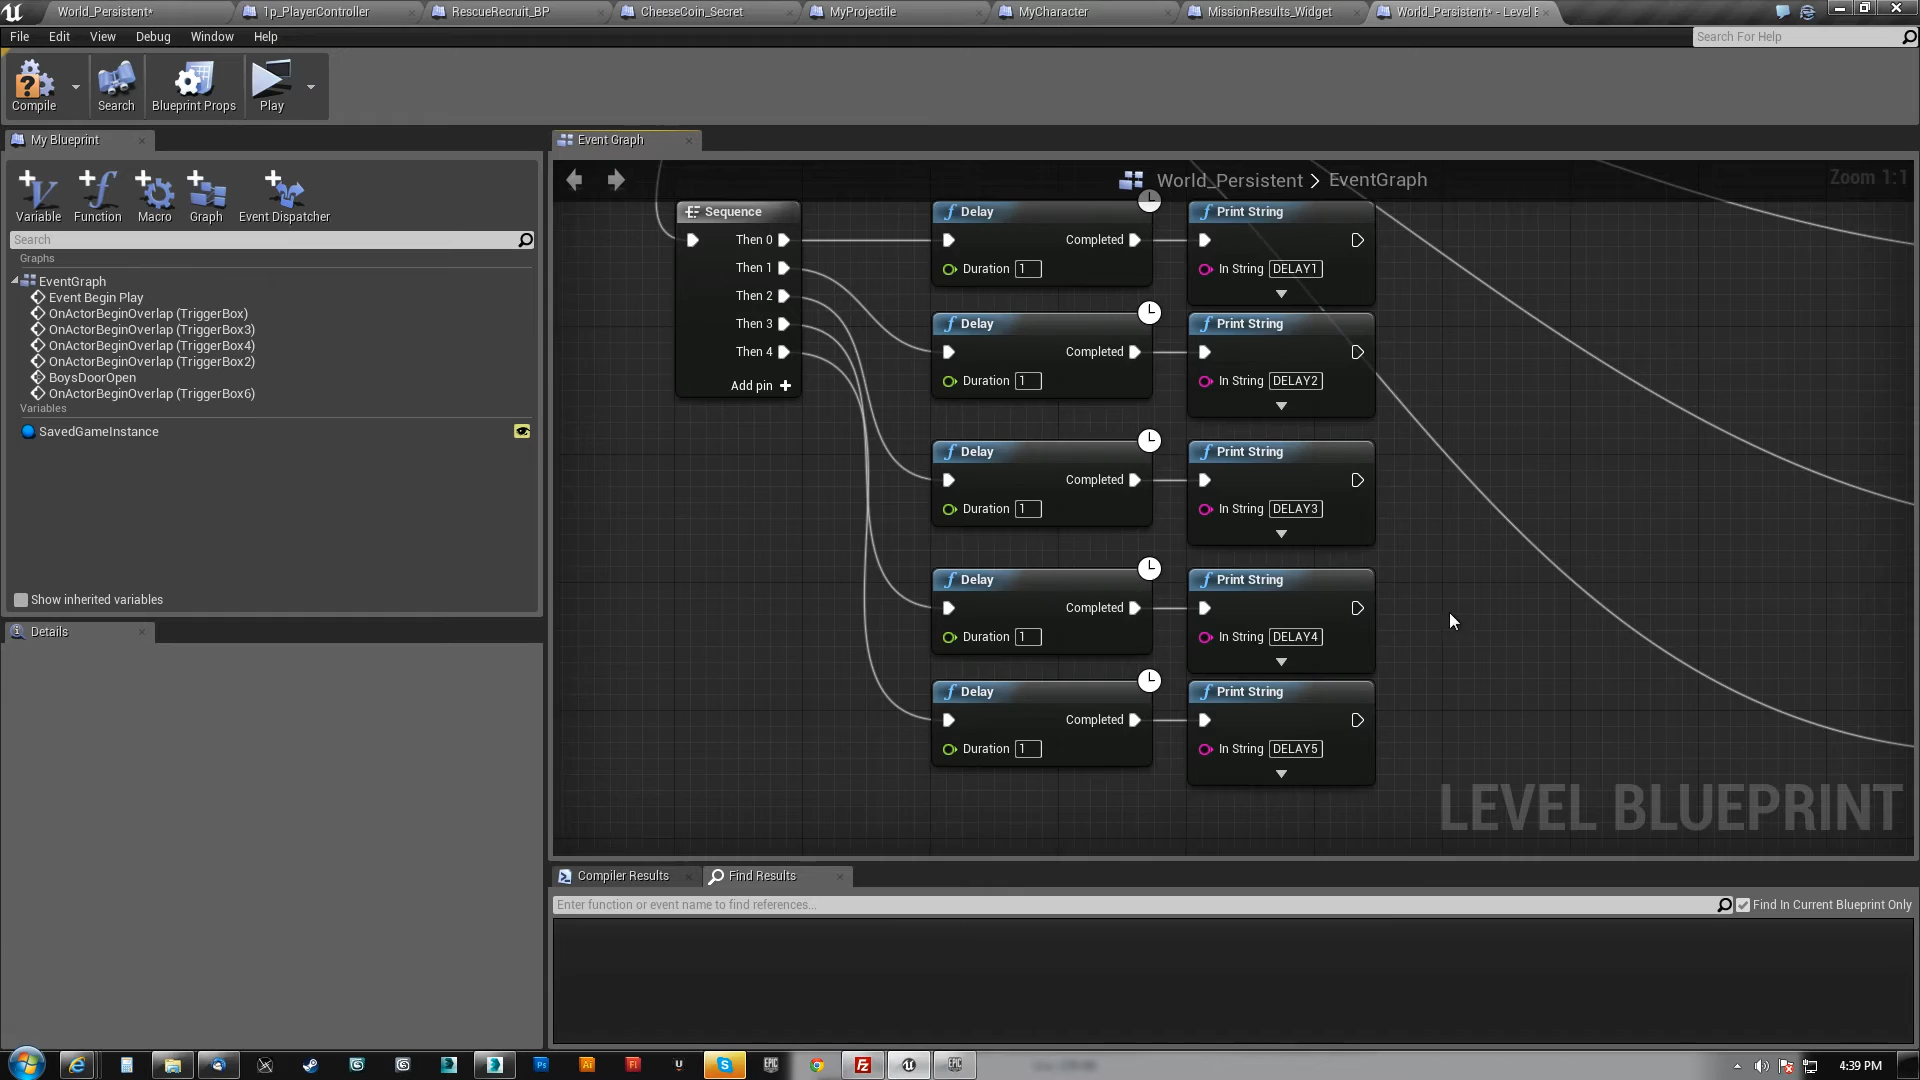 World_Persistent*
1p_PlayerController
RescueRecruit_BP
CheeseCoin_Secret
MyProjectile
MyCharacter
MissionResults_Widget
World_Persistent* - Level E
File Edit View Debug Window Help
Search For Help
Compile
Search
Blueprint Props
Play
My Blueprint
Event Graph
Variable
Function
Macro
Graph
Event Dispatcher
World_Persistent > EventGraph
Zoom 1:1
Search
Graphs
EventGraph
Event Begin Play
OnActorBeginOverlap (TriggerBox)
OnActorBeginOverlap (TriggerBox3)
OnActorBeginOverlap (TriggerBox4)
OnActorBeginOverlap (TriggerBox2)
BoysDoorOpen
OnActorBeginOverlap (TriggerBox6)
Variables
SavedGameInstance
Show inherited variables
Details
Sequence
Then 0
Then 1
Then 2
Then 3
Then 4
Add pin +
Delay
Completed
Duration 1
Print String
In String DELAY1
Delay
Completed
Duration 1
Print String
In String DELAY2
Delay
Completed
Duration 1
Print String
In String DELAY3
Delay
Completed
Duration 1
Print String
In String DELAY4
Delay
Completed
Duration 1
Print String
In String DELAY5
LEVEL BLUEPRINT
Compiler Results
Find Results
Enter function or event name to find references...
Find In Current Blueprint Only
Ps
Ai
Fl
EPIC
Fz
EPIC
4:39 PM